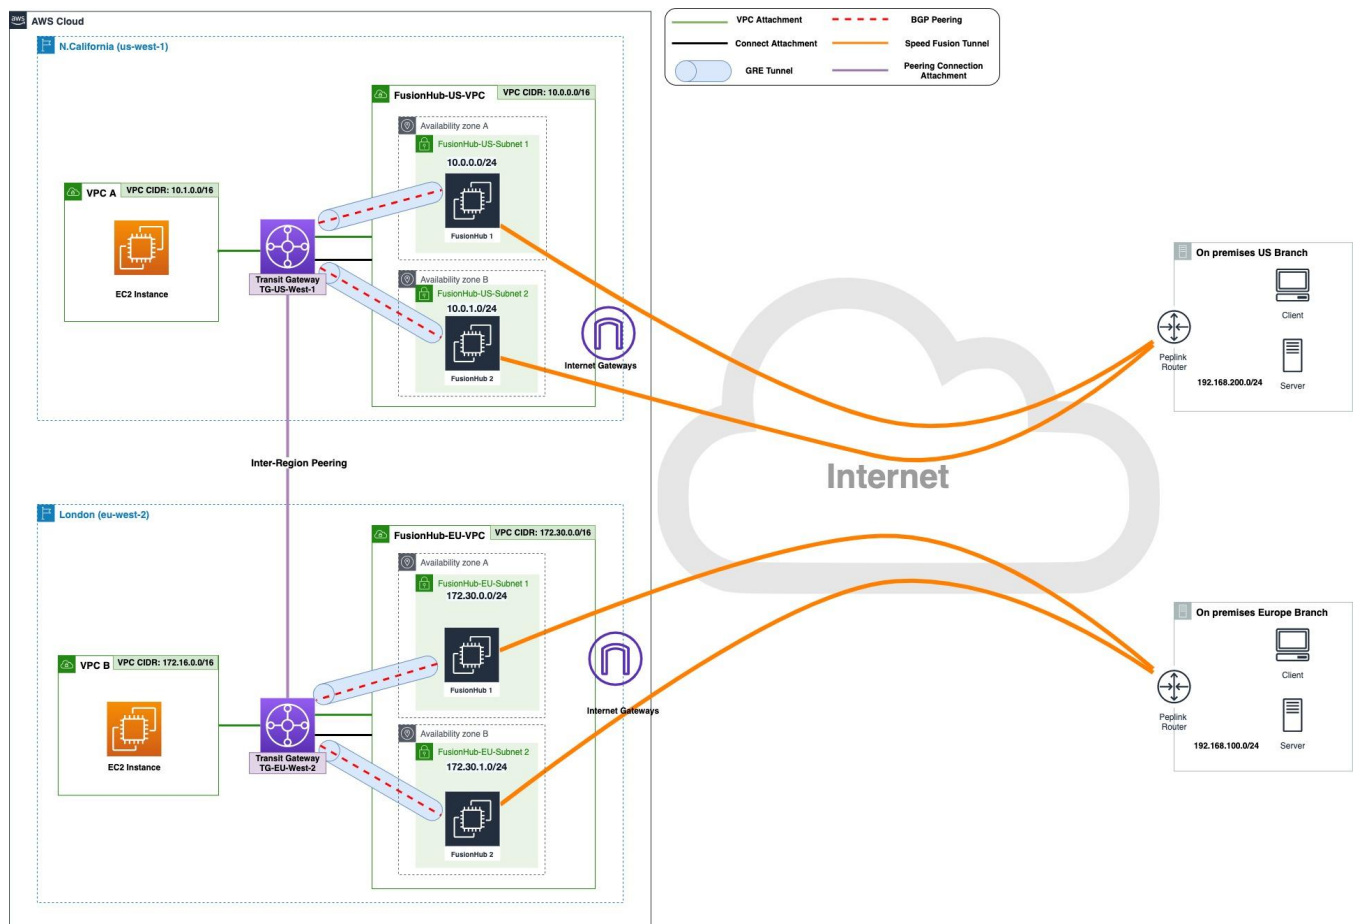 aws
AWS Cloud
VPC Attachment
BGP Peering
Connect Attachment
Speed Fusion Tunnel
GRE Tunnel
Peering Connection
Attachment
N.California (us-west-1)
FusionHub-US-VPC
VPC CIDR: 10.0.0.0/16
Availability zone A
FusionHub-US-Subnet 1
10.0.0.0/24
FusionHub 1
VPC A
VPC CIDR: 10.1.0.0/16
EC2 Instance
Transit Gateway
TG-US-West-1
Availability zone B
FusionHub-US-Subnet 2
10.0.1.0/24
FusionHub 2
Internet Gateways
On premises US Branch
Client
Peplink
Router
192.168.200.0/24
Server
Inter-Region Peering
Internet
London (eu-west-2)
FusionHub-EU-VPC
VPC CIDR: 172.30.0.0/16
Availability zone A
FusionHub-EU-Subnet 1
172.30.0.0/24
FusionHub 1
VPC B
VPC CIDR: 172.16.0.0/16
EC2 Instance
Transit Gateway
TG-EU-West-2
Availability zone B
FusionHub-EU-Subnet 2
172.30.1.0/24
FusionHub 2
Internet Gateways
On premises Europe Branch
Client
Peplink
Router
192.168.100.0/24
Server